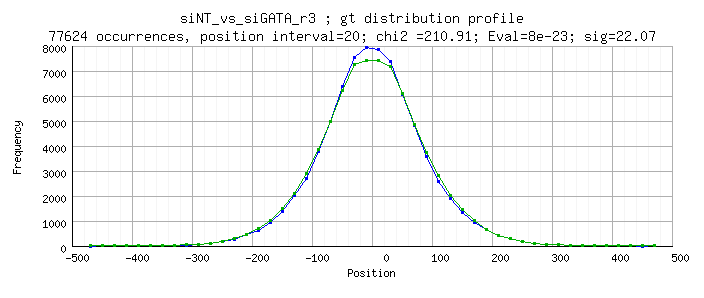 siNT_vs_siGATA_r3 ; gt distribution profile
77624 occurrences, position interval=20; chi2 =210.91; Eval=8e-23; sig=22.07
8000
7000
6000
5000
4000
3000
2000
1000
0
Frequency
-500 -400 -300 -200 -100 0 100 200 300 400 500
Position